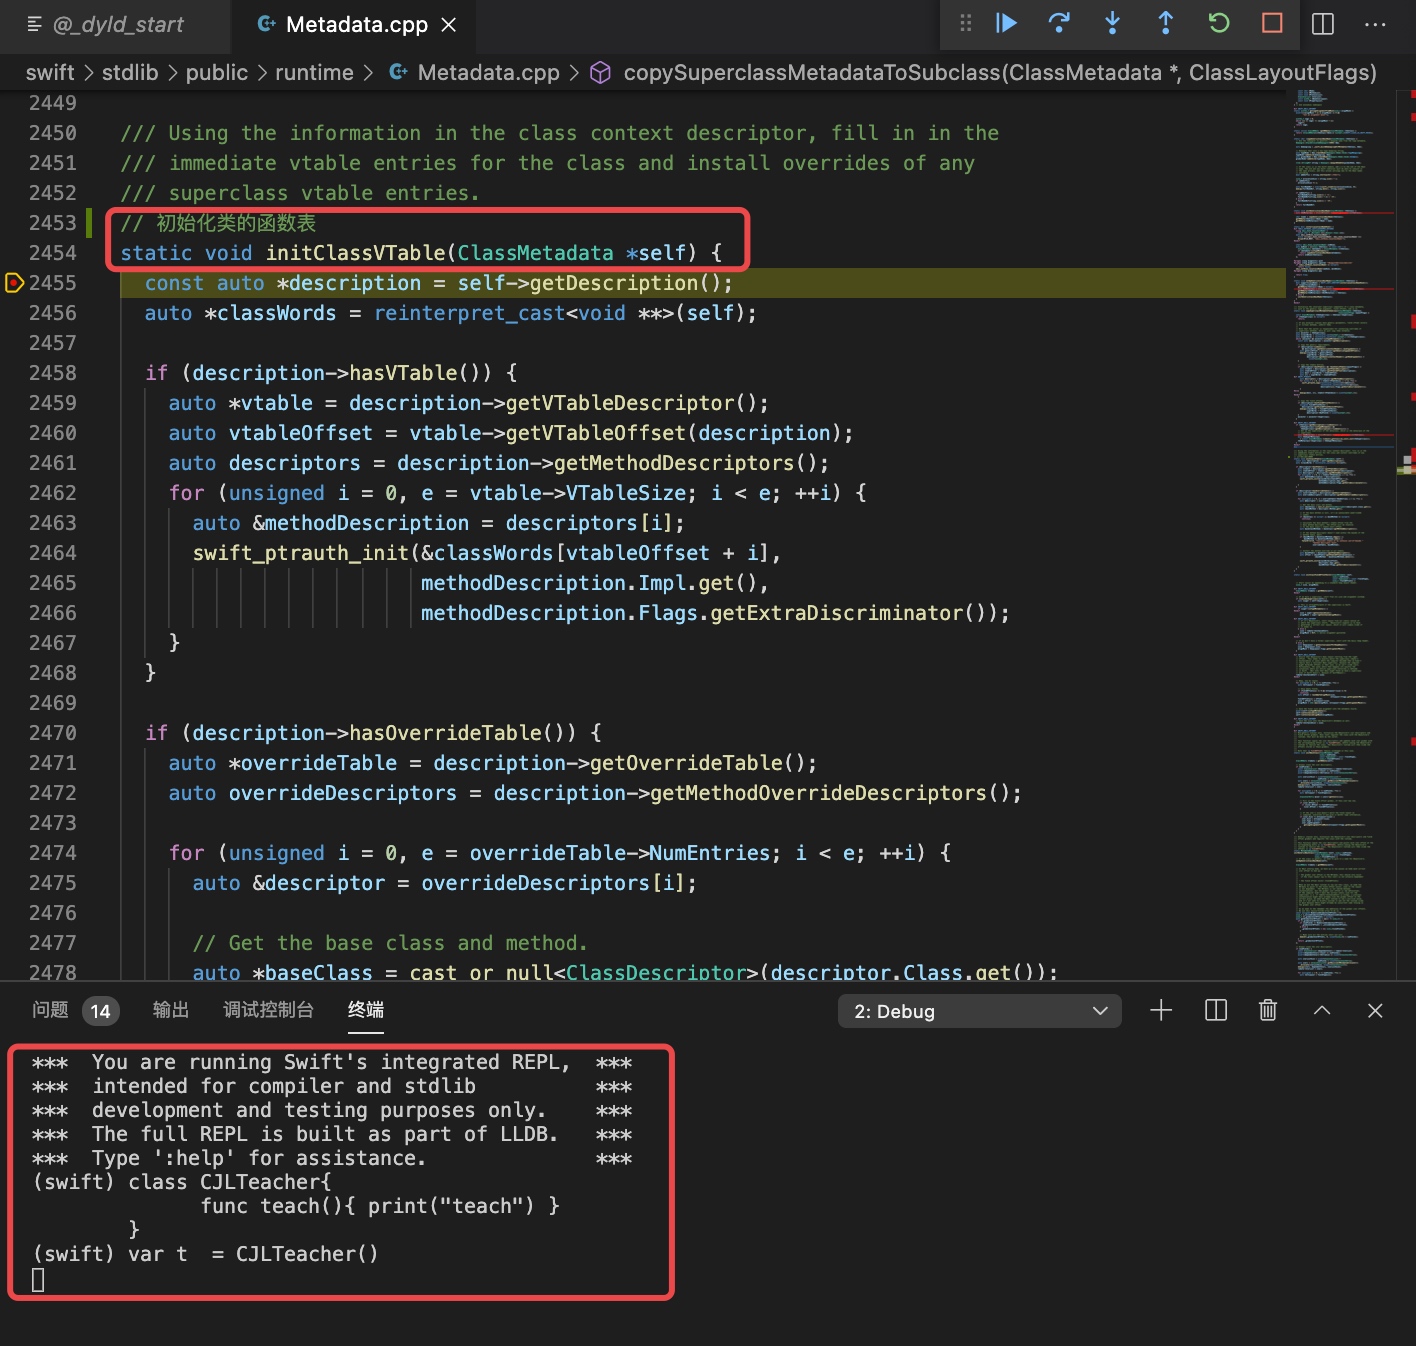 @_dyld_start
Metadata.cpp
swift > stdlib > public > runtime > Metadata.cpp > copySuperclassMetadataToSubclass(ClassMetadata *, ClassLayoutFlags)
2449
2450 /// Using the information in the class context descriptor, fill in in the
2451 /// immediate vtable entries for the class and install overrides of any
2452 /// superclass vtable entries.
2453 // 初始化类的函数表
2454 static void initClassVTable(ClassMetadata *self) {
2455 const auto *description = self->getDescription();
2456 auto *classWords = reinterpret_cast<void **>(self);
2457
2458 if (description->hasVTable()) {
2459 auto *vtable = description->getVTableDescriptor();
2460 auto vtableOffset = vtable->getVTableOffset(description);
2461 auto descriptors = description->getMethodDescriptors();
2462 for (unsigned i = 0, e = vtable->VTableSize; i < e; ++i) {
2463 auto &methodDescription = descriptors[i];
2464 swift_ptrauth_init(&classWords[vtableOffset + i],
2465 methodDescription.Impl.get(),
2466 methodDescription.Flags.getExtraDiscriminator());
2467 }
2468 }
2469
2470 if (description->hasOverrideTable()) {
2471 auto *overrideTable = description->getOverrideTable();
2472 auto overrideDescriptors = description->getMethodOverrideDescriptors();
2473
2474 for (unsigned i = 0, e = overrideTable->NumEntries; i < e; ++i) {
2475 auto &descriptor = overrideDescriptors[i];
2476
2477 // Get the base class and method.
2478 auto *baseClass = cast_or_null<ClassDescriptor>(descriptor.Class.get());
问题 14 输出 调试控制台 终端 2: Debug
*** You are running Swift's integrated REPL, ***
*** intended for compiler and stdlib ***
*** development and testing purposes only. ***
*** The full REPL is built as part of LLDB. ***
*** Type ':help' for assistance. ***
(swift) class CJLTeacher{
func teach(){ print("teach") }
}
(swift) var t  = CJLTeacher()